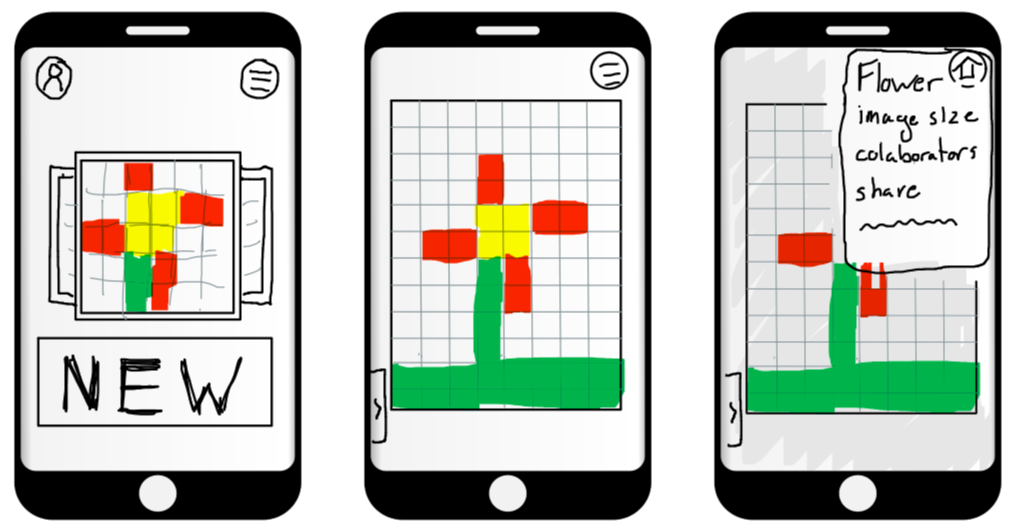 NEW
Flower
image size
colaborators
share